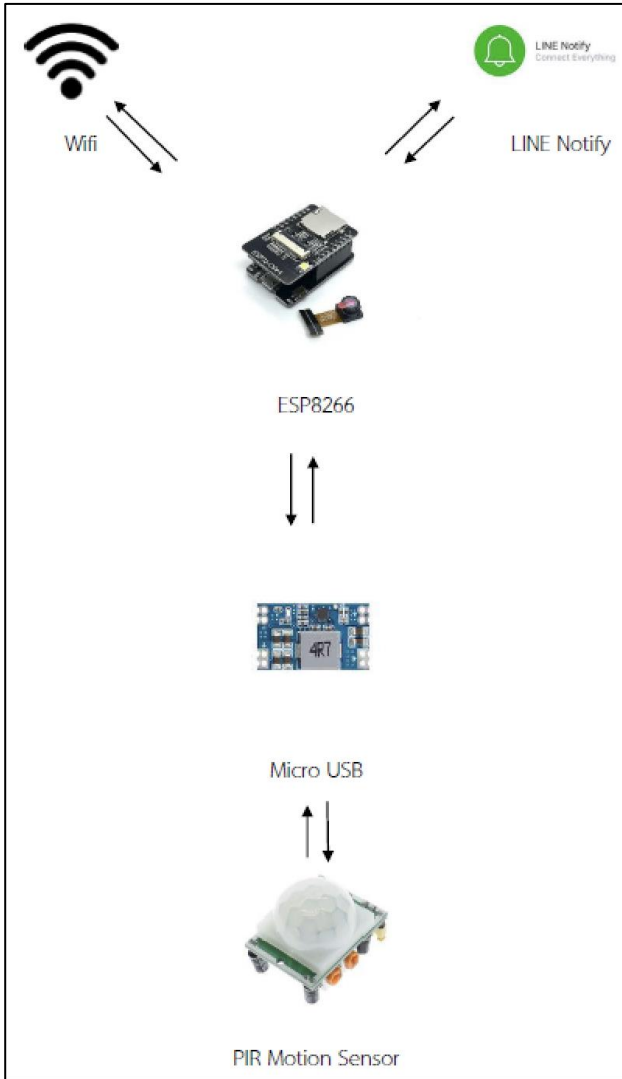 LINE Notify
Connect Everything
Wifi
LINE Notify
ESP8266
4R7
Micro USB
PIR Motion Sensor